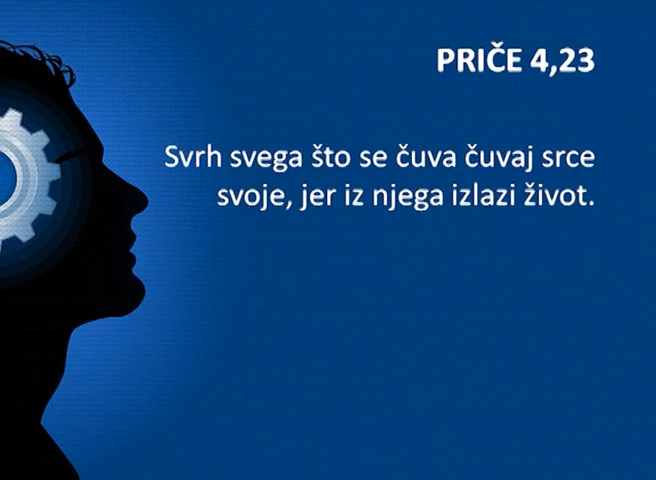 PRIČE 4,23
Svrh svega što se čuva čuvaj srce
svoje, jer iz njega izlazi život.